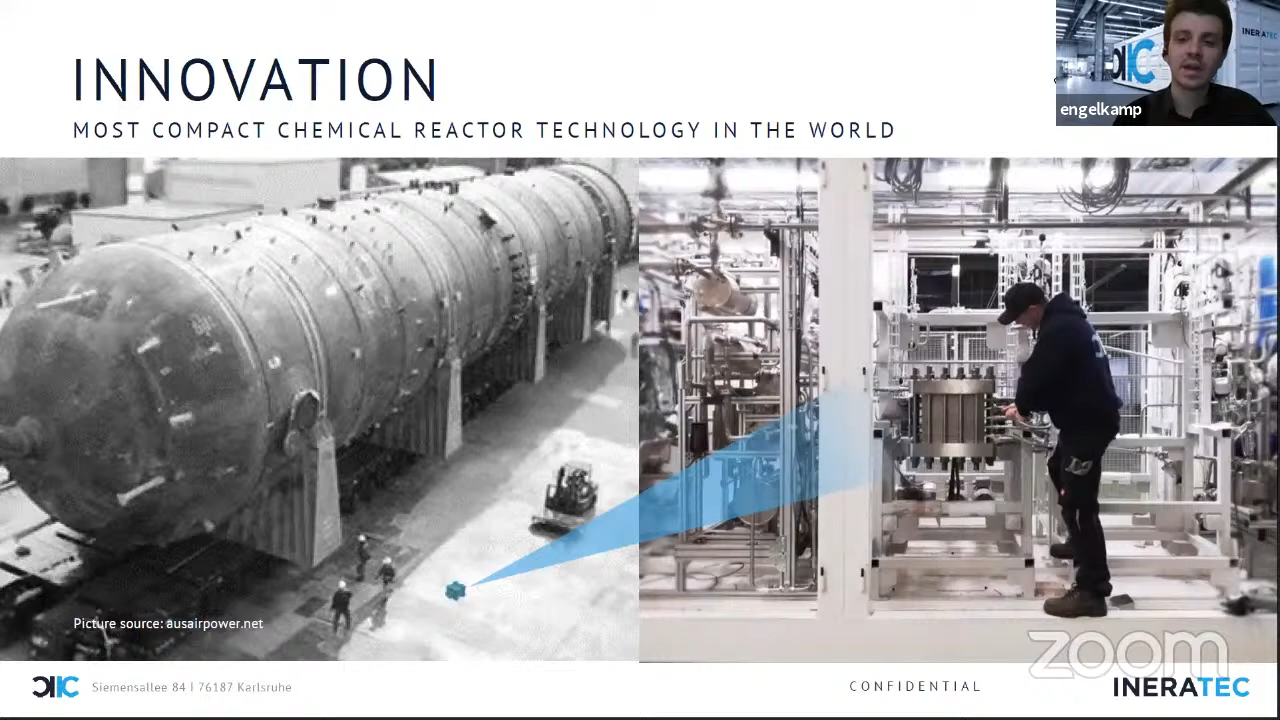 INNOVATION
MOST COMPACT CHEMICAL REACTOR TECHNOLOGY IN THE WORLD
INERATEC
engelkamp
Picture source: ausairpower.net
zoom
Siemensallee 84 | 76187 Karlsruhe
CONFIDENTIAL
INERATEC